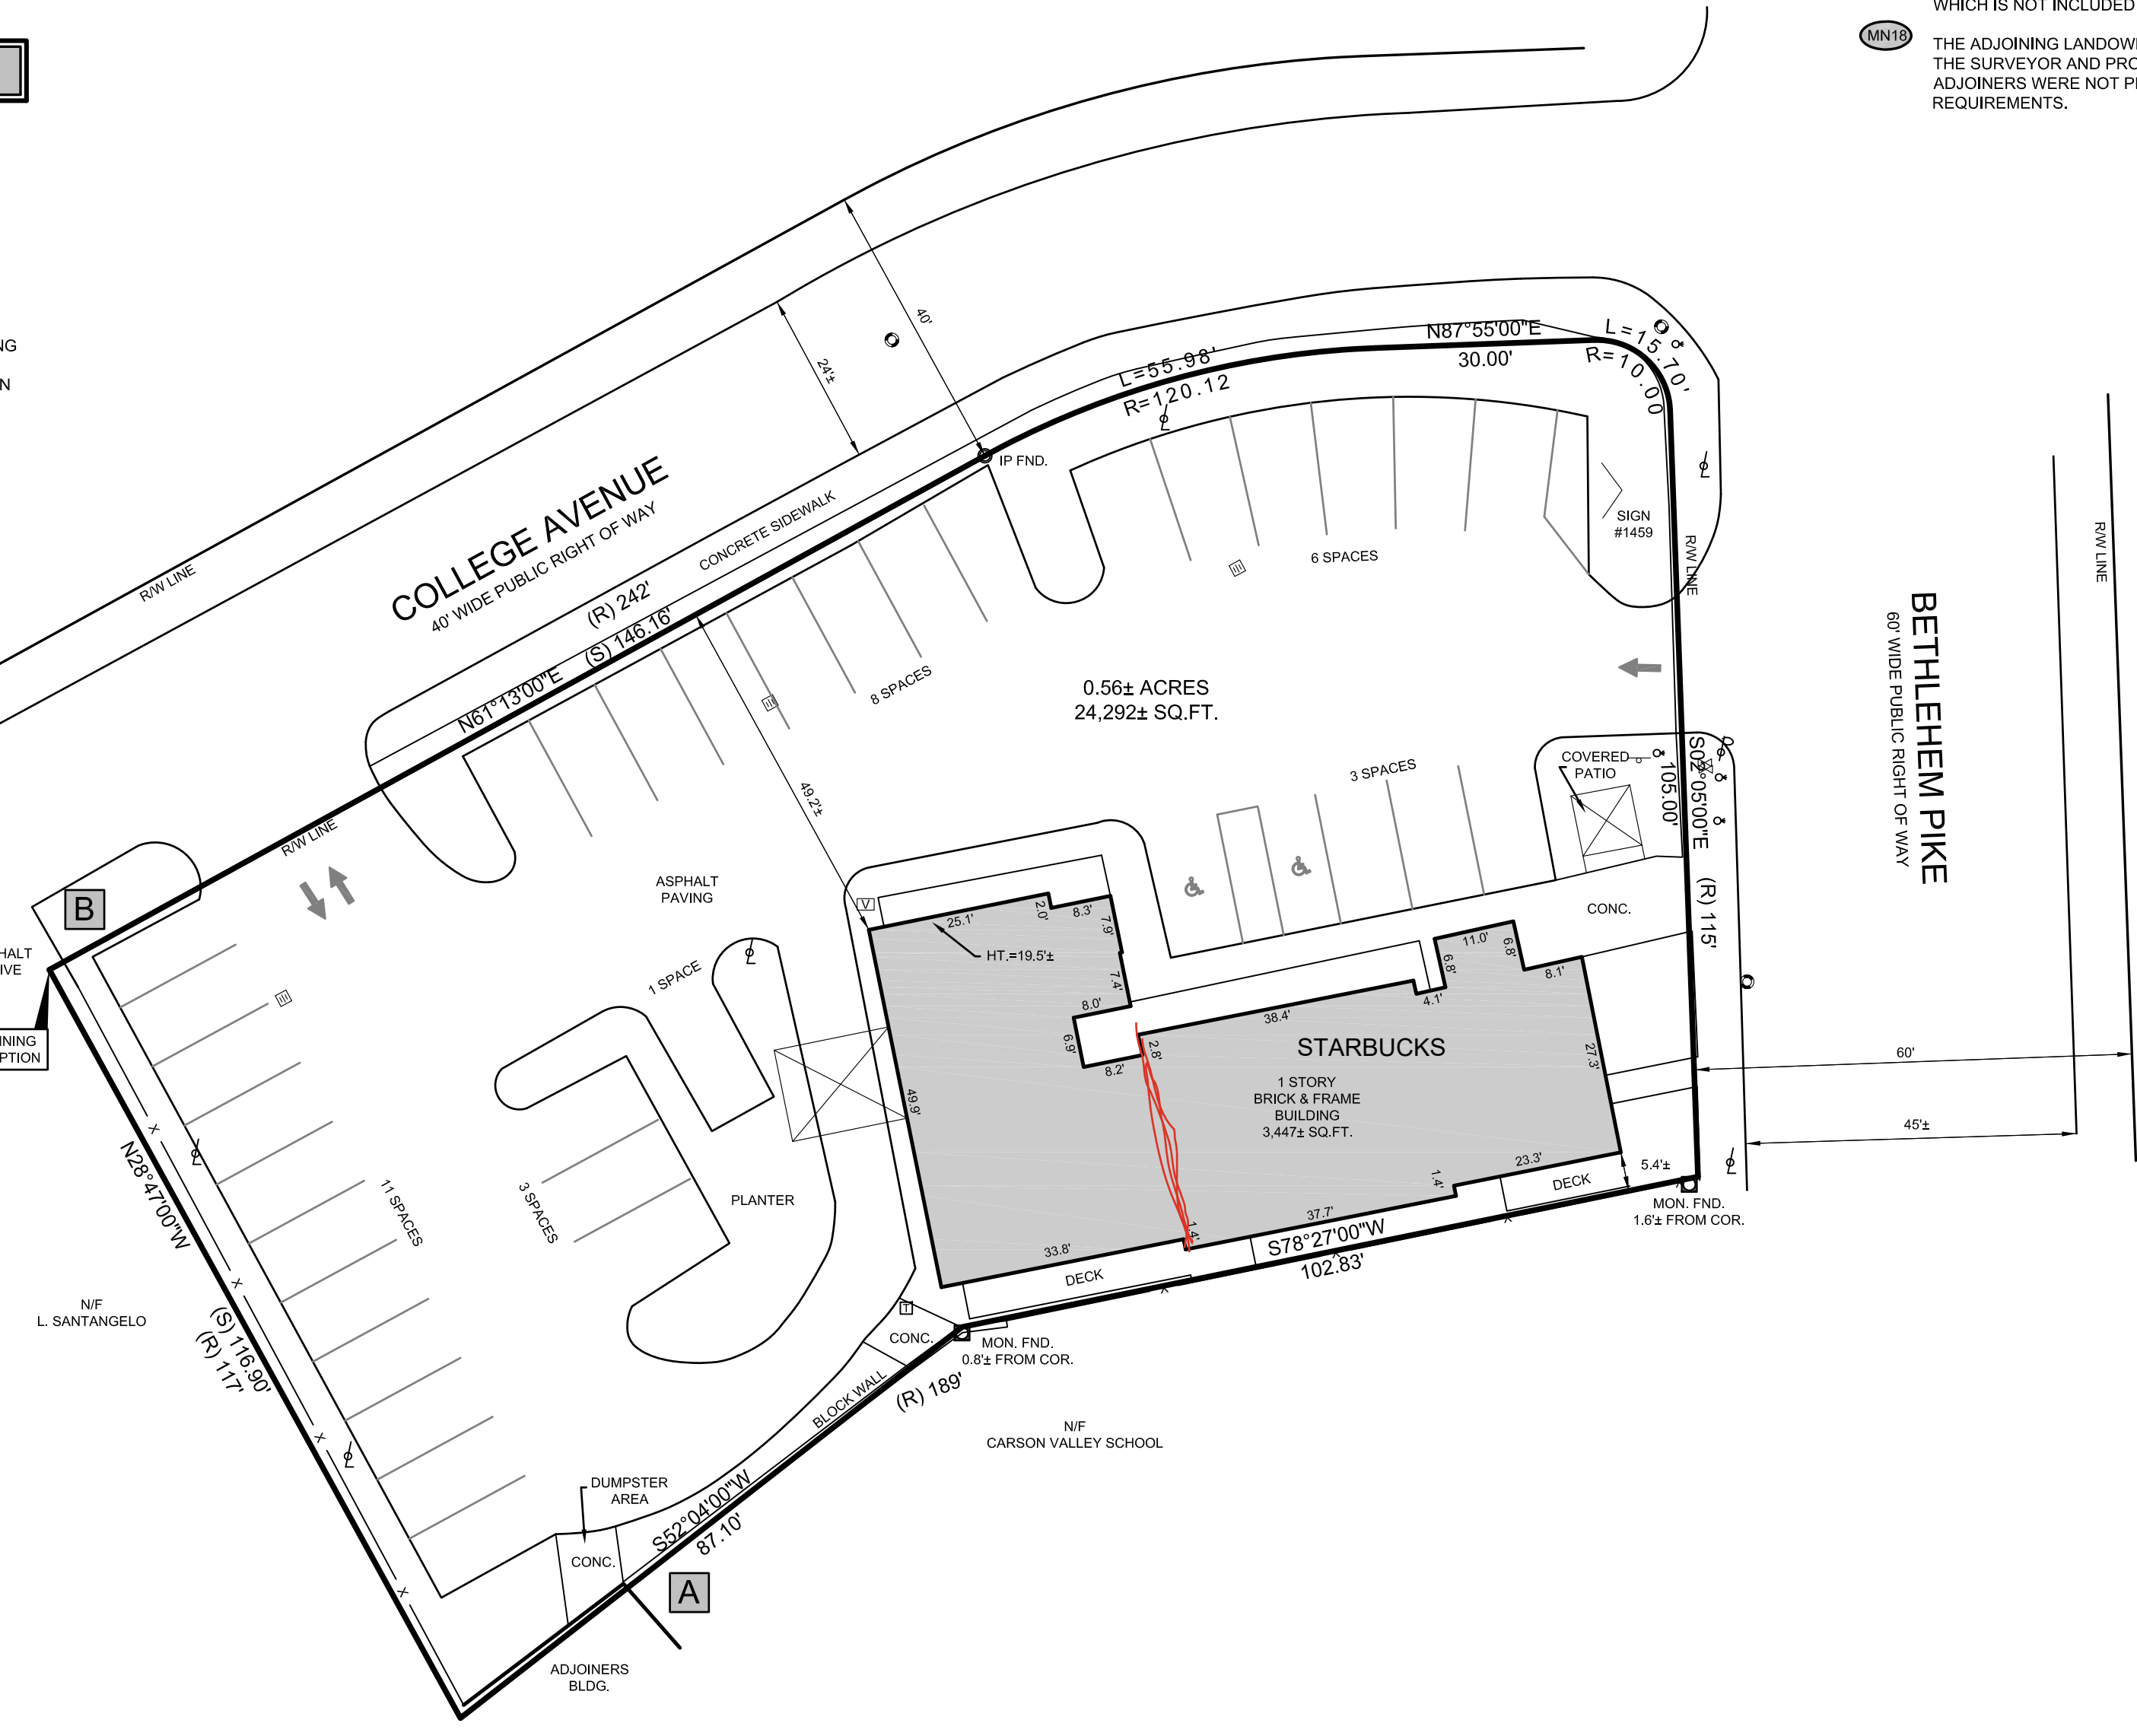 WHICH IS NOT INCLUDED
MN18
THE ADJOINING LANDOW
THE SURVEYOR AND PRO
ADJOINERS WERE NOT P
REQUIREMENTS.
NG
N
40'
24'±
COLLEGE AVENUE
40' WIDE PUBLIC RIGHT OF WAY
R/W LINE
CONCRETE SIDEWALK
(R) 242'
(S) 146.16'
N61°13'00"E
R/W LINE
IP FND.
L=55.98'
R=120.12
N87°55'00"E
30.00'
L=15.70'
R=10.00
SIGN
#1459
R/W LINE
6 SPACES
8 SPACES
0.56± ACRES
24,292± SQ.FT.
3 SPACES
COVERED
PATIO
S02°05'00"E
105.00'
(R) 115'
BETHLEHEM PIKE
60' WIDE PUBLIC RIGHT OF WAY
R/W LINE
49.2'±
ASPHALT
PAVING
B
HALT
IVE
NNING
PTION
1 SPACE
V
25.1'
2.0'
8.3'
7.9'
HT.=19.5'±
7.4'
8.0'
6.9'
8.2'
2.8'
38.4'
4.1'
6.8'
11.0'
6.8'
8.1'
CONC.
27.3'
STARBUCKS
1 STORY
BRICK & FRAME
BUILDING
3,447± SQ.FT.
49.9'
60'
45'±
23.3'
1.4'
5.4'±
DECK
37.7'
1.4'
33.8'
DECK
S78°27'00"W
102.83'
MON. FND.
1.6'± FROM COR.
N28°47'00"W
(S) 116.90'
(R) 117'
11 SPACES
3 SPACES
PLANTER
N/F
L. SANTANGELO
T
CONC.
MON. FND.
0.8'± FROM COR.
BLOCK WALL
(R) 189'
N/F
CARSON VALLEY SCHOOL
DUMPSTER
AREA
CONC.
S52°04'00"W
87.10'
A
ADJOINERS
BLDG.